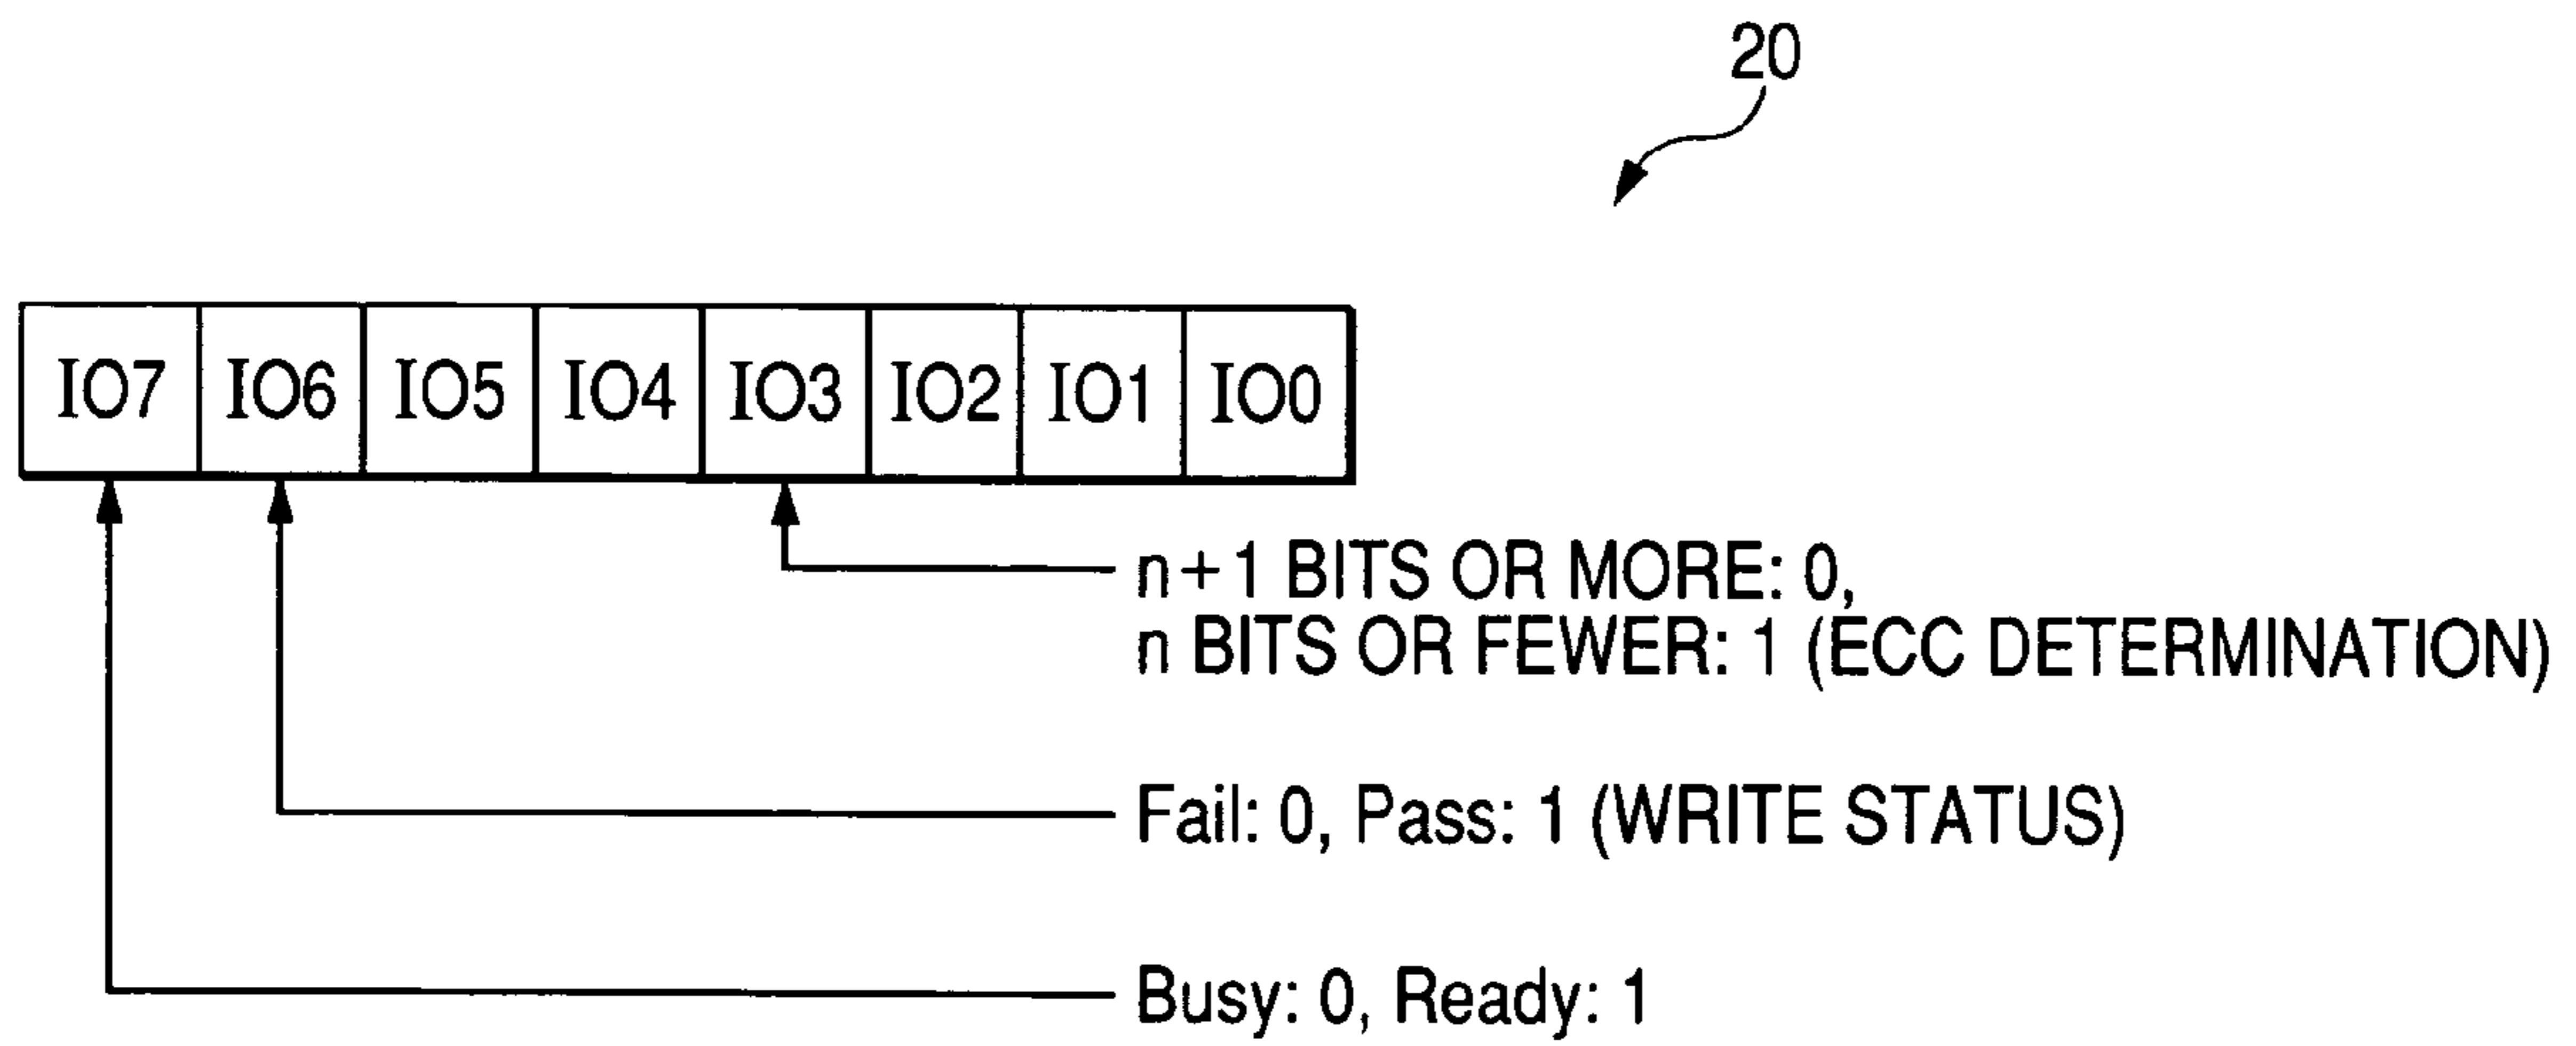 20
IO7 IO6 IO5 IO4 IO3 IO2 IO1 IO0
n+1 BITS OR MORE: 0,
n BITS OR FEWER: 1 (ECC DETERMINATION)
Fail: 0, Pass: 1 (WRITE STATUS)
Busy: 0, Ready: 1